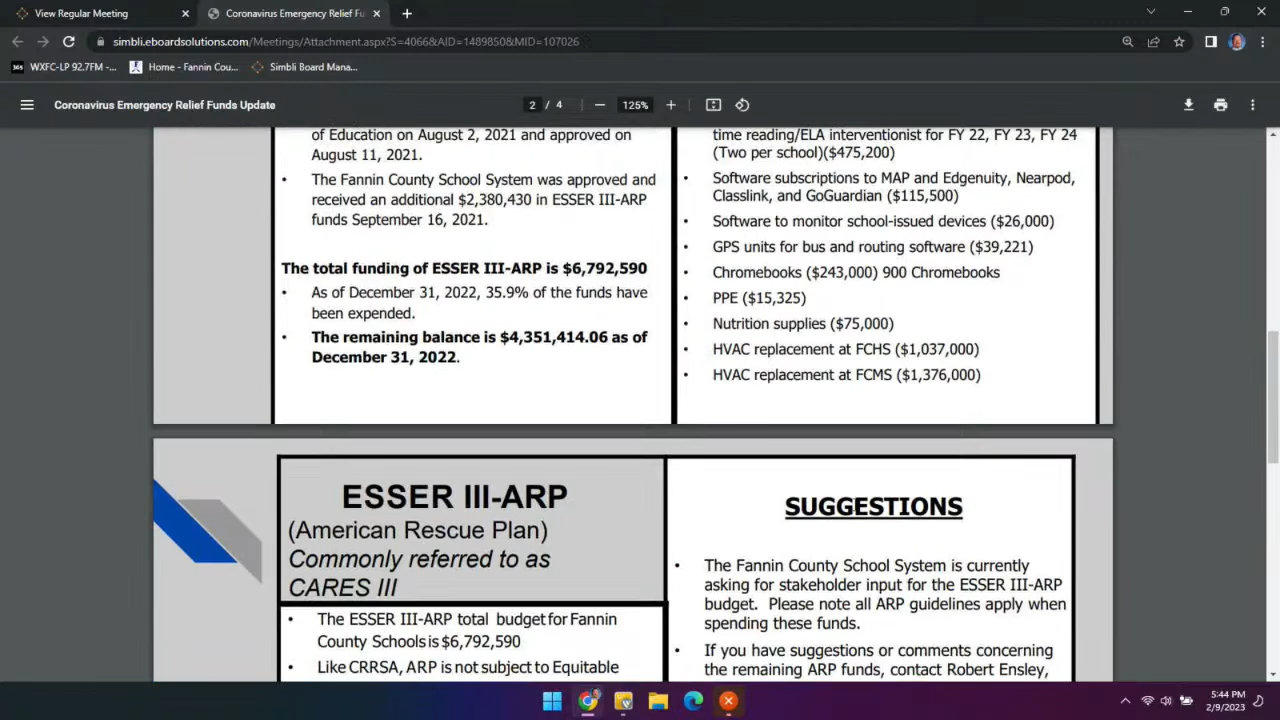 View Regular Meeting
Coronavirus Emergency Relief Fu
simbli.eboardsolutions.com/Meetings/Attachment.aspx?S=4066&AID=1489850&MID=107026
365 WXFC-LP 92.7FM -...
Home - Fannin Cou...
Simbli Board Mana...
Coronavirus Emergency Relief Funds Update
2 / 4
125%
of Education on August 2, 2021 and approved on
August 11, 2021.
• The Fannin County School System was approved and
received an additional $2,380,430 in ESSER III-ARP
funds September 16, 2021.
The total funding of ESSER III-ARP is $6,792,590
• As of December 31, 2022, 35.9% of the funds have
been expended.
• The remaining balance is $4,351,414.06 as of
December 31, 2022.
time reading/ELA interventionist for FY 22, FY 23, FY 24
(Two per school)($475,200)
• Software subscriptions to MAP and Edgenuity, Nearpod,
Classlink, and GoGuardian ($115,500)
• Software to monitor school-issued devices ($26,000)
• GPS units for bus and routing software ($39,221)
• Chromebooks ($243,000) 900 Chromebooks
• PPE ($15,325)
• Nutrition supplies ($75,000)
• HVAC replacement at FCHS ($1,037,000)
• HVAC replacement at FCMS ($1,376,000)
ESSER III-ARP
(American Rescue Plan)
Commonly referred to as
CARES III
• The ESSER III-ARP total budget for Fannin
County Schools is $6,792,590
• Like CRRSA, ARP is not subject to Equitable
SUGGESTIONS
• The Fannin County School System is currently
asking for stakeholder input for the ESSER III-ARP
budget. Please note all ARP guidelines apply when
spending these funds.
• If you have suggestions or comments concerning
the remaining ARP funds, contact Robert Ensley,
5:44 PM
2/9/2023